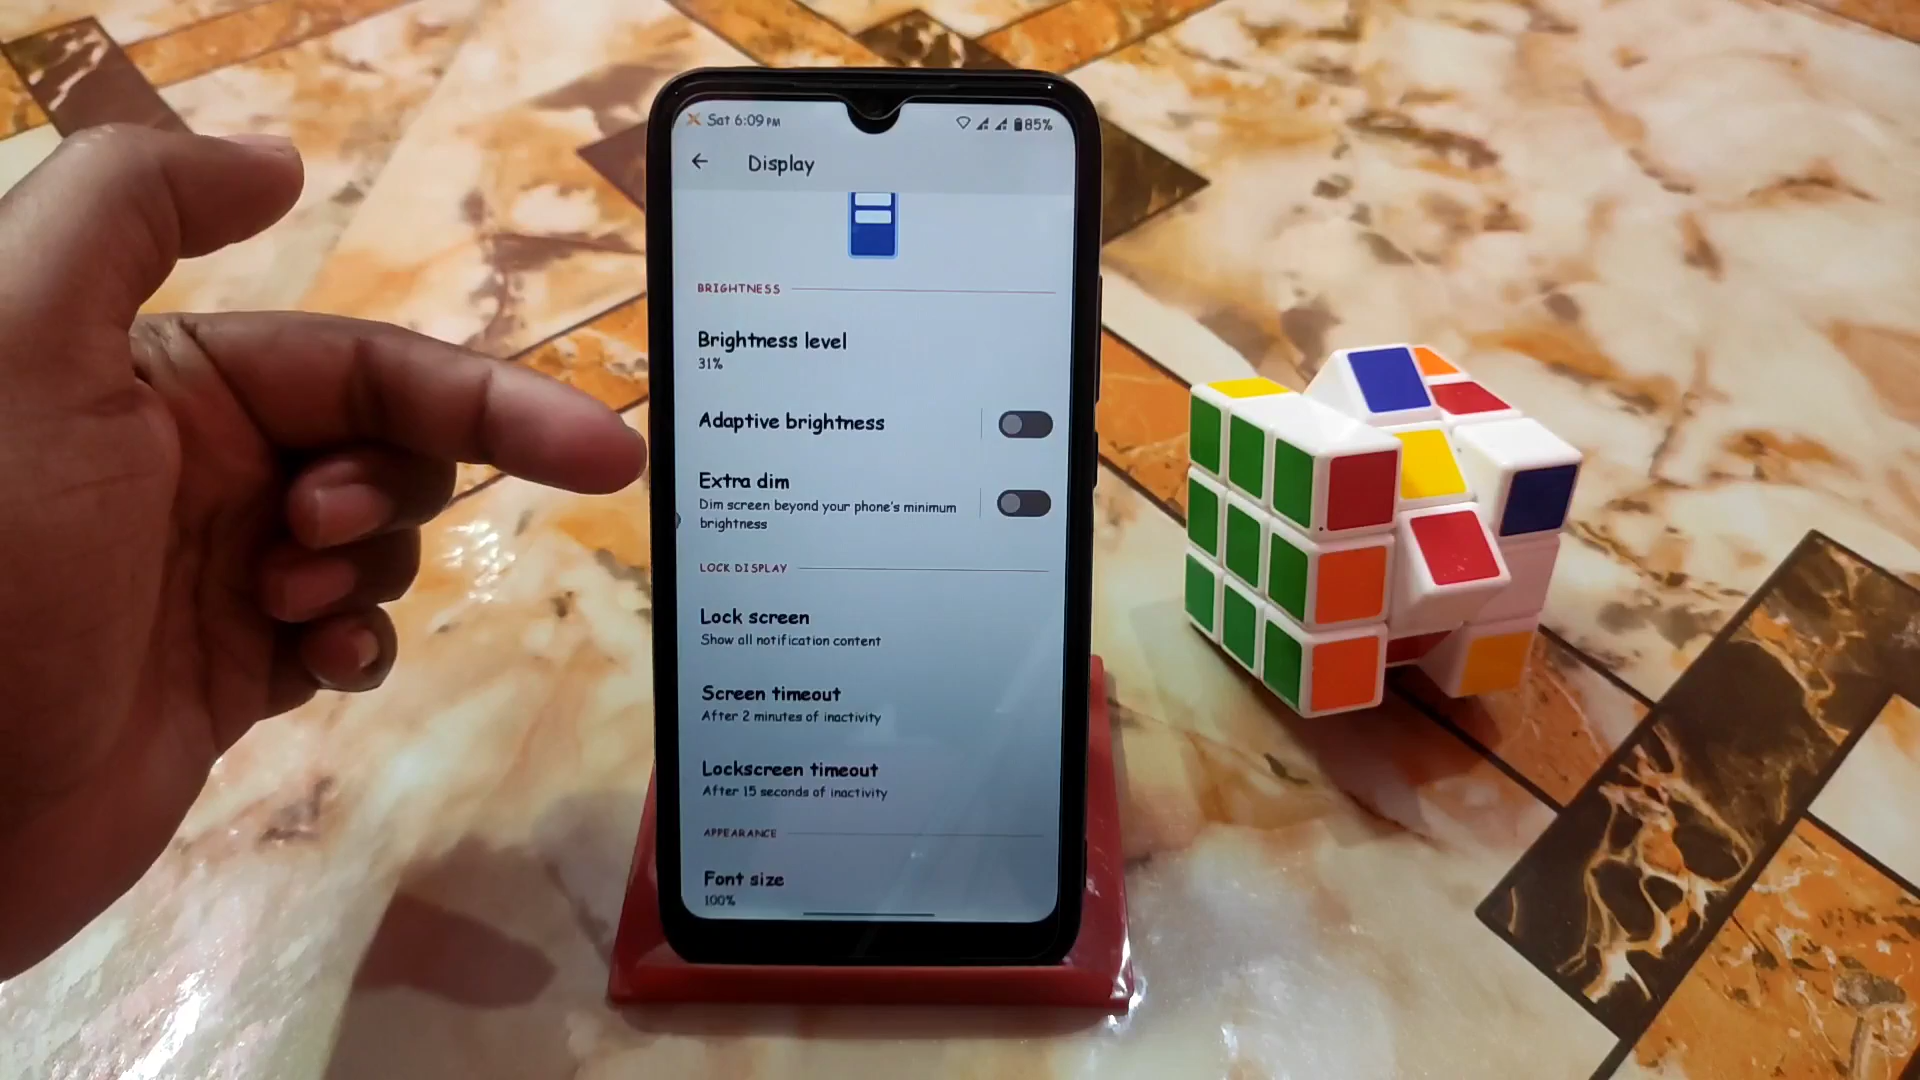 Sat 6:09 PM
85%
Display
BRIGHTNESS
Brightness level
31%
Adaptive brightness
Extra dim
Dim screen beyond your phone's minimum
brightness
LOCK DISPLAY
Lock screen
Show all notification content
Screen timeout
After 2 minutes of inactivity
Lockscreen timeout
After 15 seconds of inactivity
APPEARANCE
Font size
100%